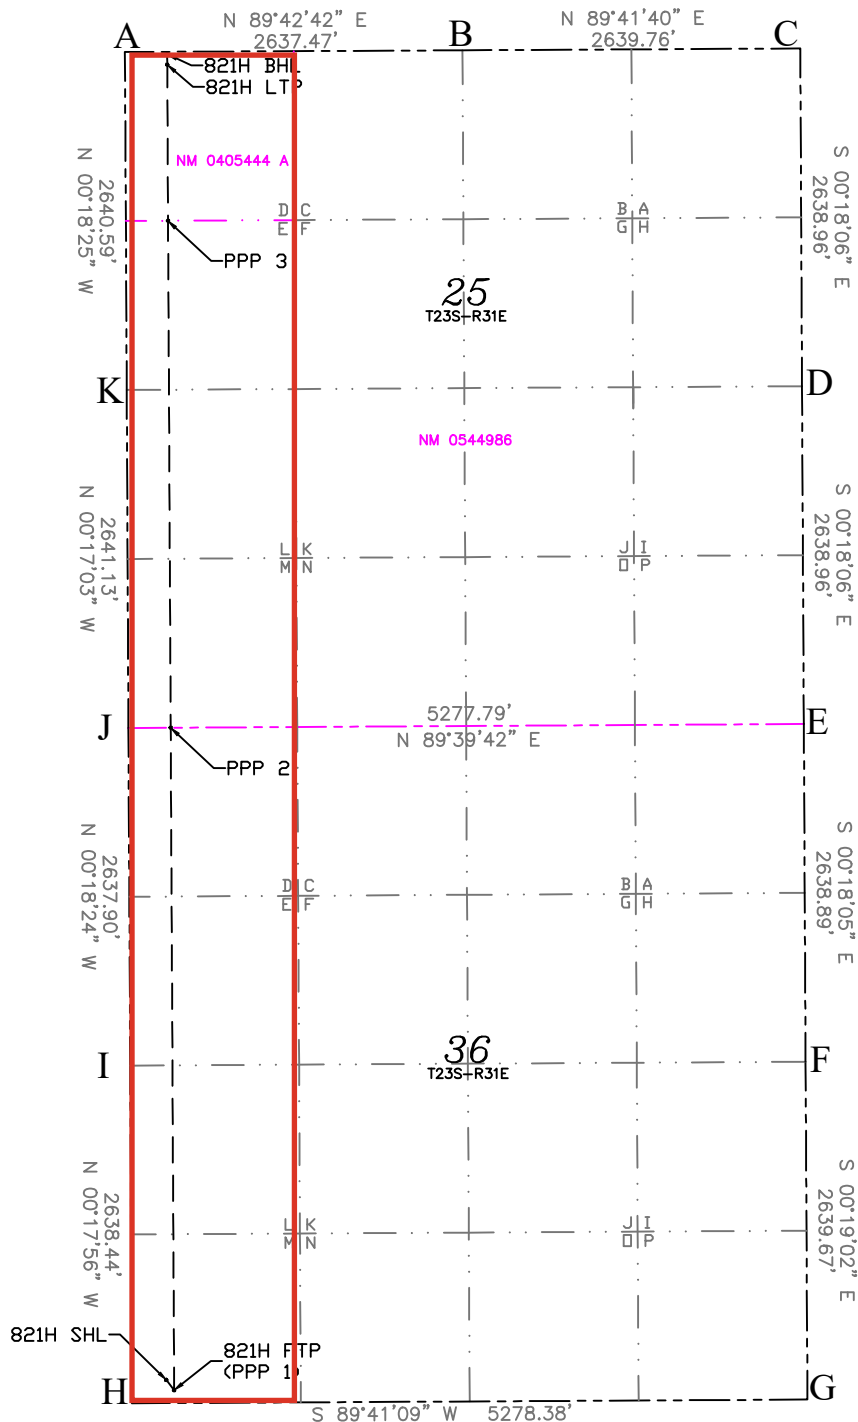 N 89°42'42" E
2637.47'
N 89°41'40" E
2639.76'
A
B
C
821H BHL
821H LTP
NM 0405444 A
N 00°18'25" W
2640.59'
S 00°18'06" E
2638.96'
D C
E F
B A
G H
PPP 3
25
T23S-R31E
K
D
NM 0544986
N 00°17'03" W
2641.13'
S 00°18'06" E
2638.96'
L K
M N
J I
O P
J
5277.79'
N 89°39'42" E
E
PPP 2
N 00°18'24" W
2637.90'
S 00°18'05" E
2638.89'
D C
E F
B A
G H
36
T23S-R31E
I
F
N 00°17'56" W
2638.44'
S 00°19'02" E
2639.67'
L K
M N
J I
O P
821H SHL
821H FTP
(PPP 1)
H
G
S 89°41'09" W 5278.38'